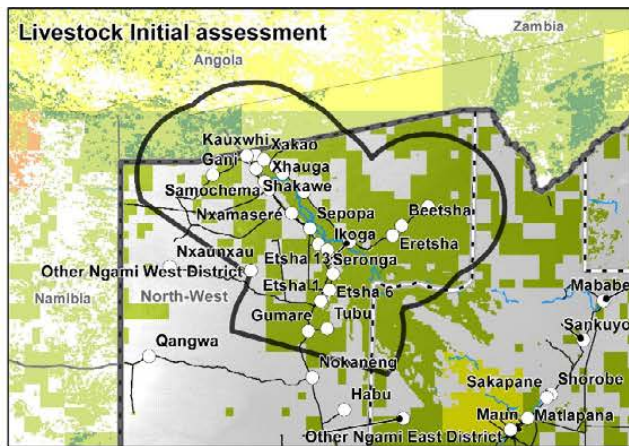 Livestock Initial assessment
Zambia
Angola
Kauxwhi
Xakao
Gani
Xhauga
Samochema
Shakawe
Nxamasere
Sepopa
Beetsha
Ikoga
Eretsha
Nxaunxau
Etsha 13
Seronga
Other Ngami West District
Mababe
Namibia
North-West
Etsha 1
Etsha 6
Gumare
Tubu
Sankuyo
Qangwa
Nokaneng
Habu
Sakapane
Shorobe
Maun
Matlapana
Other Ngami East District